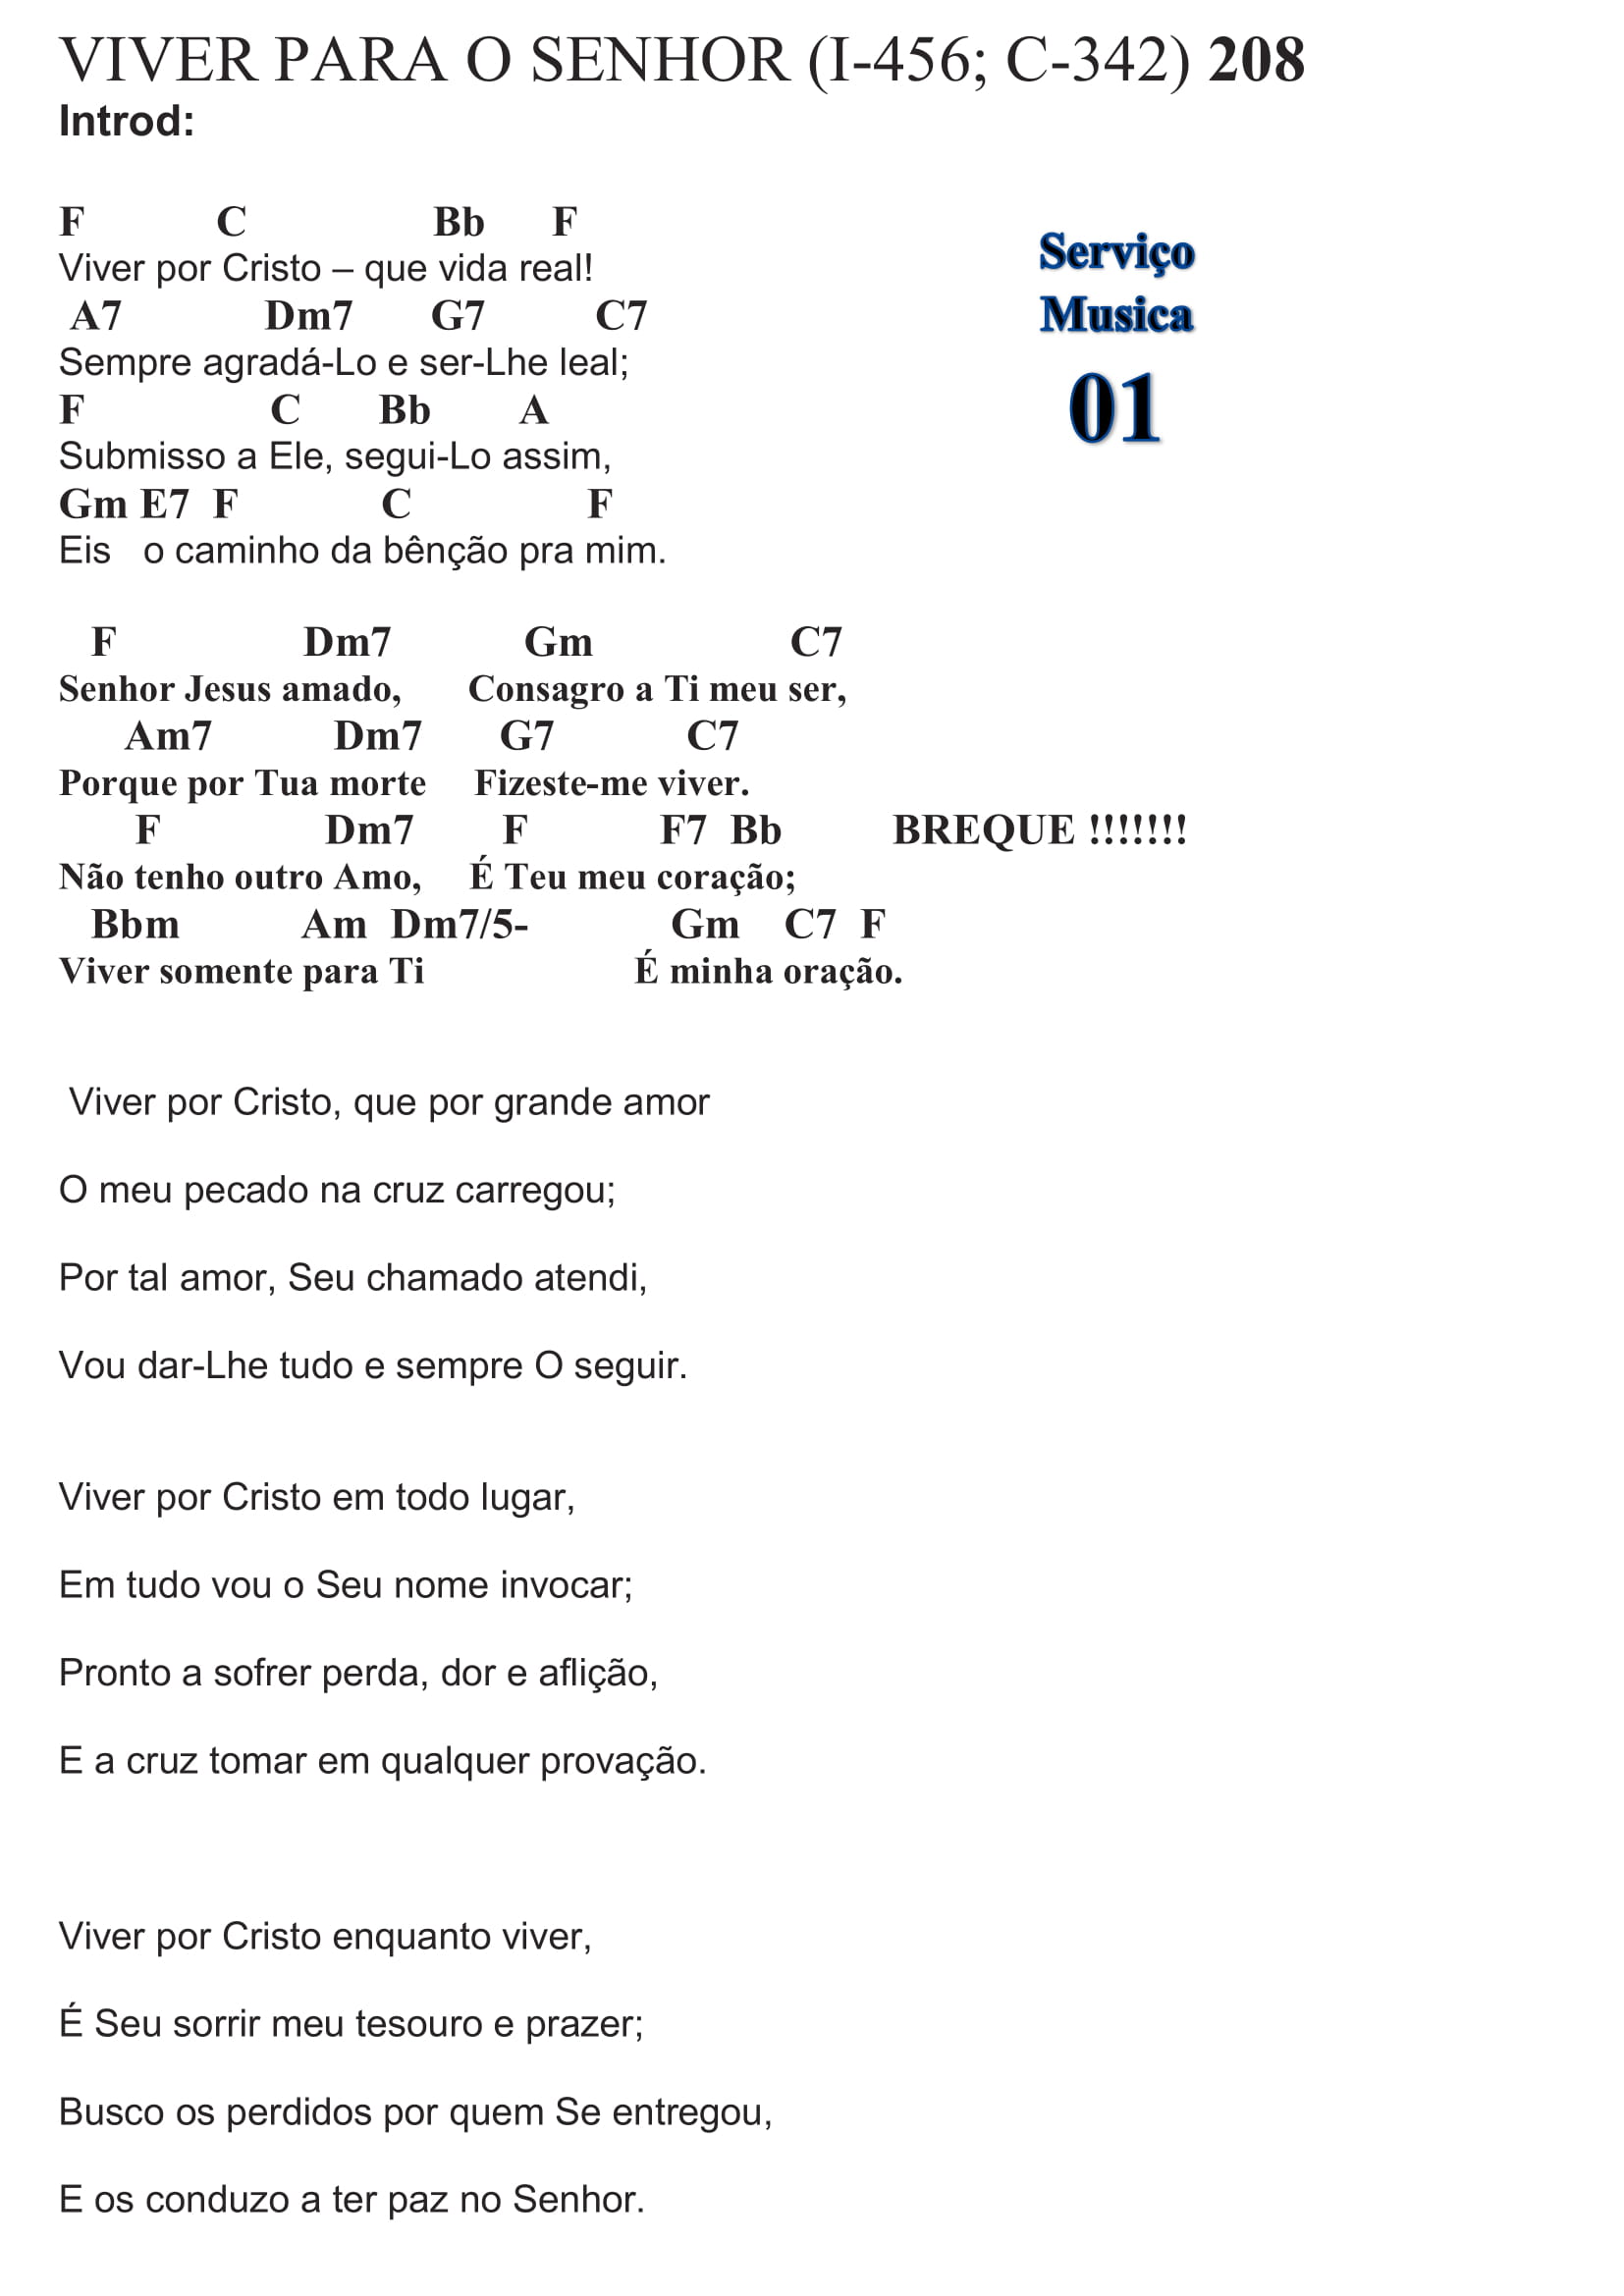 VIVER PARA O SENHOR (I-456; C-342) 208
Introd:
F C Bb F
Viver por Cristo – que vida real!
A7 Dm7 G7 C7
Sempre agradá-Lo e ser-Lhe leal;
F C Bb A
Submisso a Ele, segui-Lo assim,
Gm E7 F C F
Eis o caminho da bênção pra mim.
Serviço
Musica
01
F Dm7 Gm C7
Senhor Jesus amado, Consagro a Ti meu ser,
Am7 Dm7 G7 C7
Porque por Tua morte Fizeste-me viver.
F Dm7 F F7 Bb BREQUE !!!!!!!
Não tenho outro Amo, É Teu meu coração;
Bbm Am Dm7/5- Gm C7 F
Viver somente para Ti É minha oração.
Viver por Cristo, que por grande amor
O meu pecado na cruz carregou;
Por tal amor, Seu chamado atendi,
Vou dar-Lhe tudo e sempre O seguir.
Viver por Cristo em todo lugar,
Em tudo vou o Seu nome invocar;
Pronto a sofrer perda, dor e aflição,
E a cruz tomar em qualquer provação.
Viver por Cristo enquanto viver,
É Seu sorrir meu tesouro e prazer;
Busco os perdidos por quem Se entregou,
E os conduzo a ter paz no Senhor.